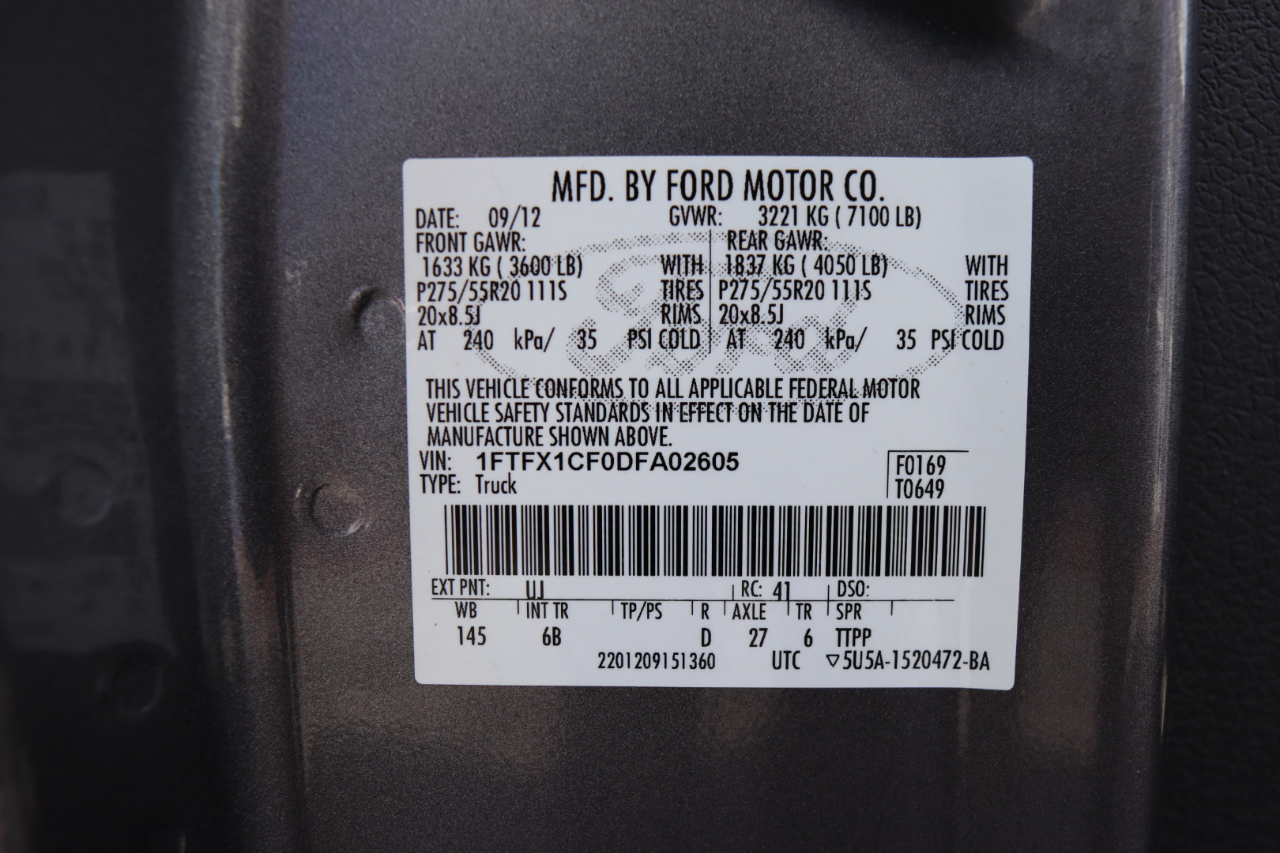 MFD. BY FORD MOTOR CO.
DATE: 09/12 GVWR: 3221 KG ( 7100 LB)
FRONT GAWR: REAR GAWR:
1633 KG ( 3600 LB) WITH 1837 KG ( 4050 LB) WITH
P275/55R20 111S TIRES P275/55R20 111S TIRES
20x8.5J RIMS 20x8.5J RIMS
AT 240 kPa/ 35 PSI COLD AT 240 kPa/ 35 PSI COLD
Ford
THIS VEHICLE CONFORMS TO ALL APPLICABLE FEDERAL MOTOR
VEHICLE SAFETY STANDARDS IN EFFECT ON THE DATE OF
MANUFACTURE SHOWN ABOVE.
VIN: 1FTFX1CF0DFA02605 F0169
TYPE: Truck T0649
EXT PNT: UJ RC: 41 DSO:
WB INT TR TP/PS R AXLE TR SPR
145 6B D 27 6 TTPP
2201209151360 UTC ▽5U5A-1520472-BA